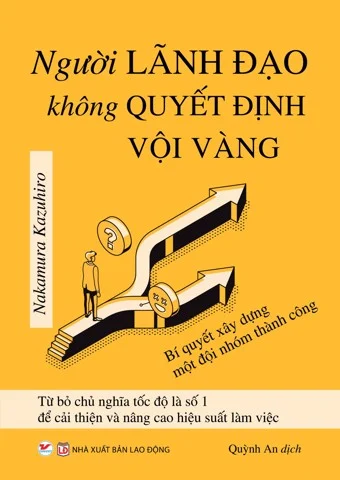 Người LÃNH ĐẠO
không QUYẾT ĐỊNH
VỘI VÀNG
Nakamura Kazuhiro
?
Bí quyết xây dựng
một đội nhóm thành công
Từ bỏ chủ nghĩa tốc độ là số 1
để cải thiện và nâng cao hiệu suất làm việc
LĐ NHÀ XUẤT BẢN LAO ĐỘNG
Quỳnh An dịch